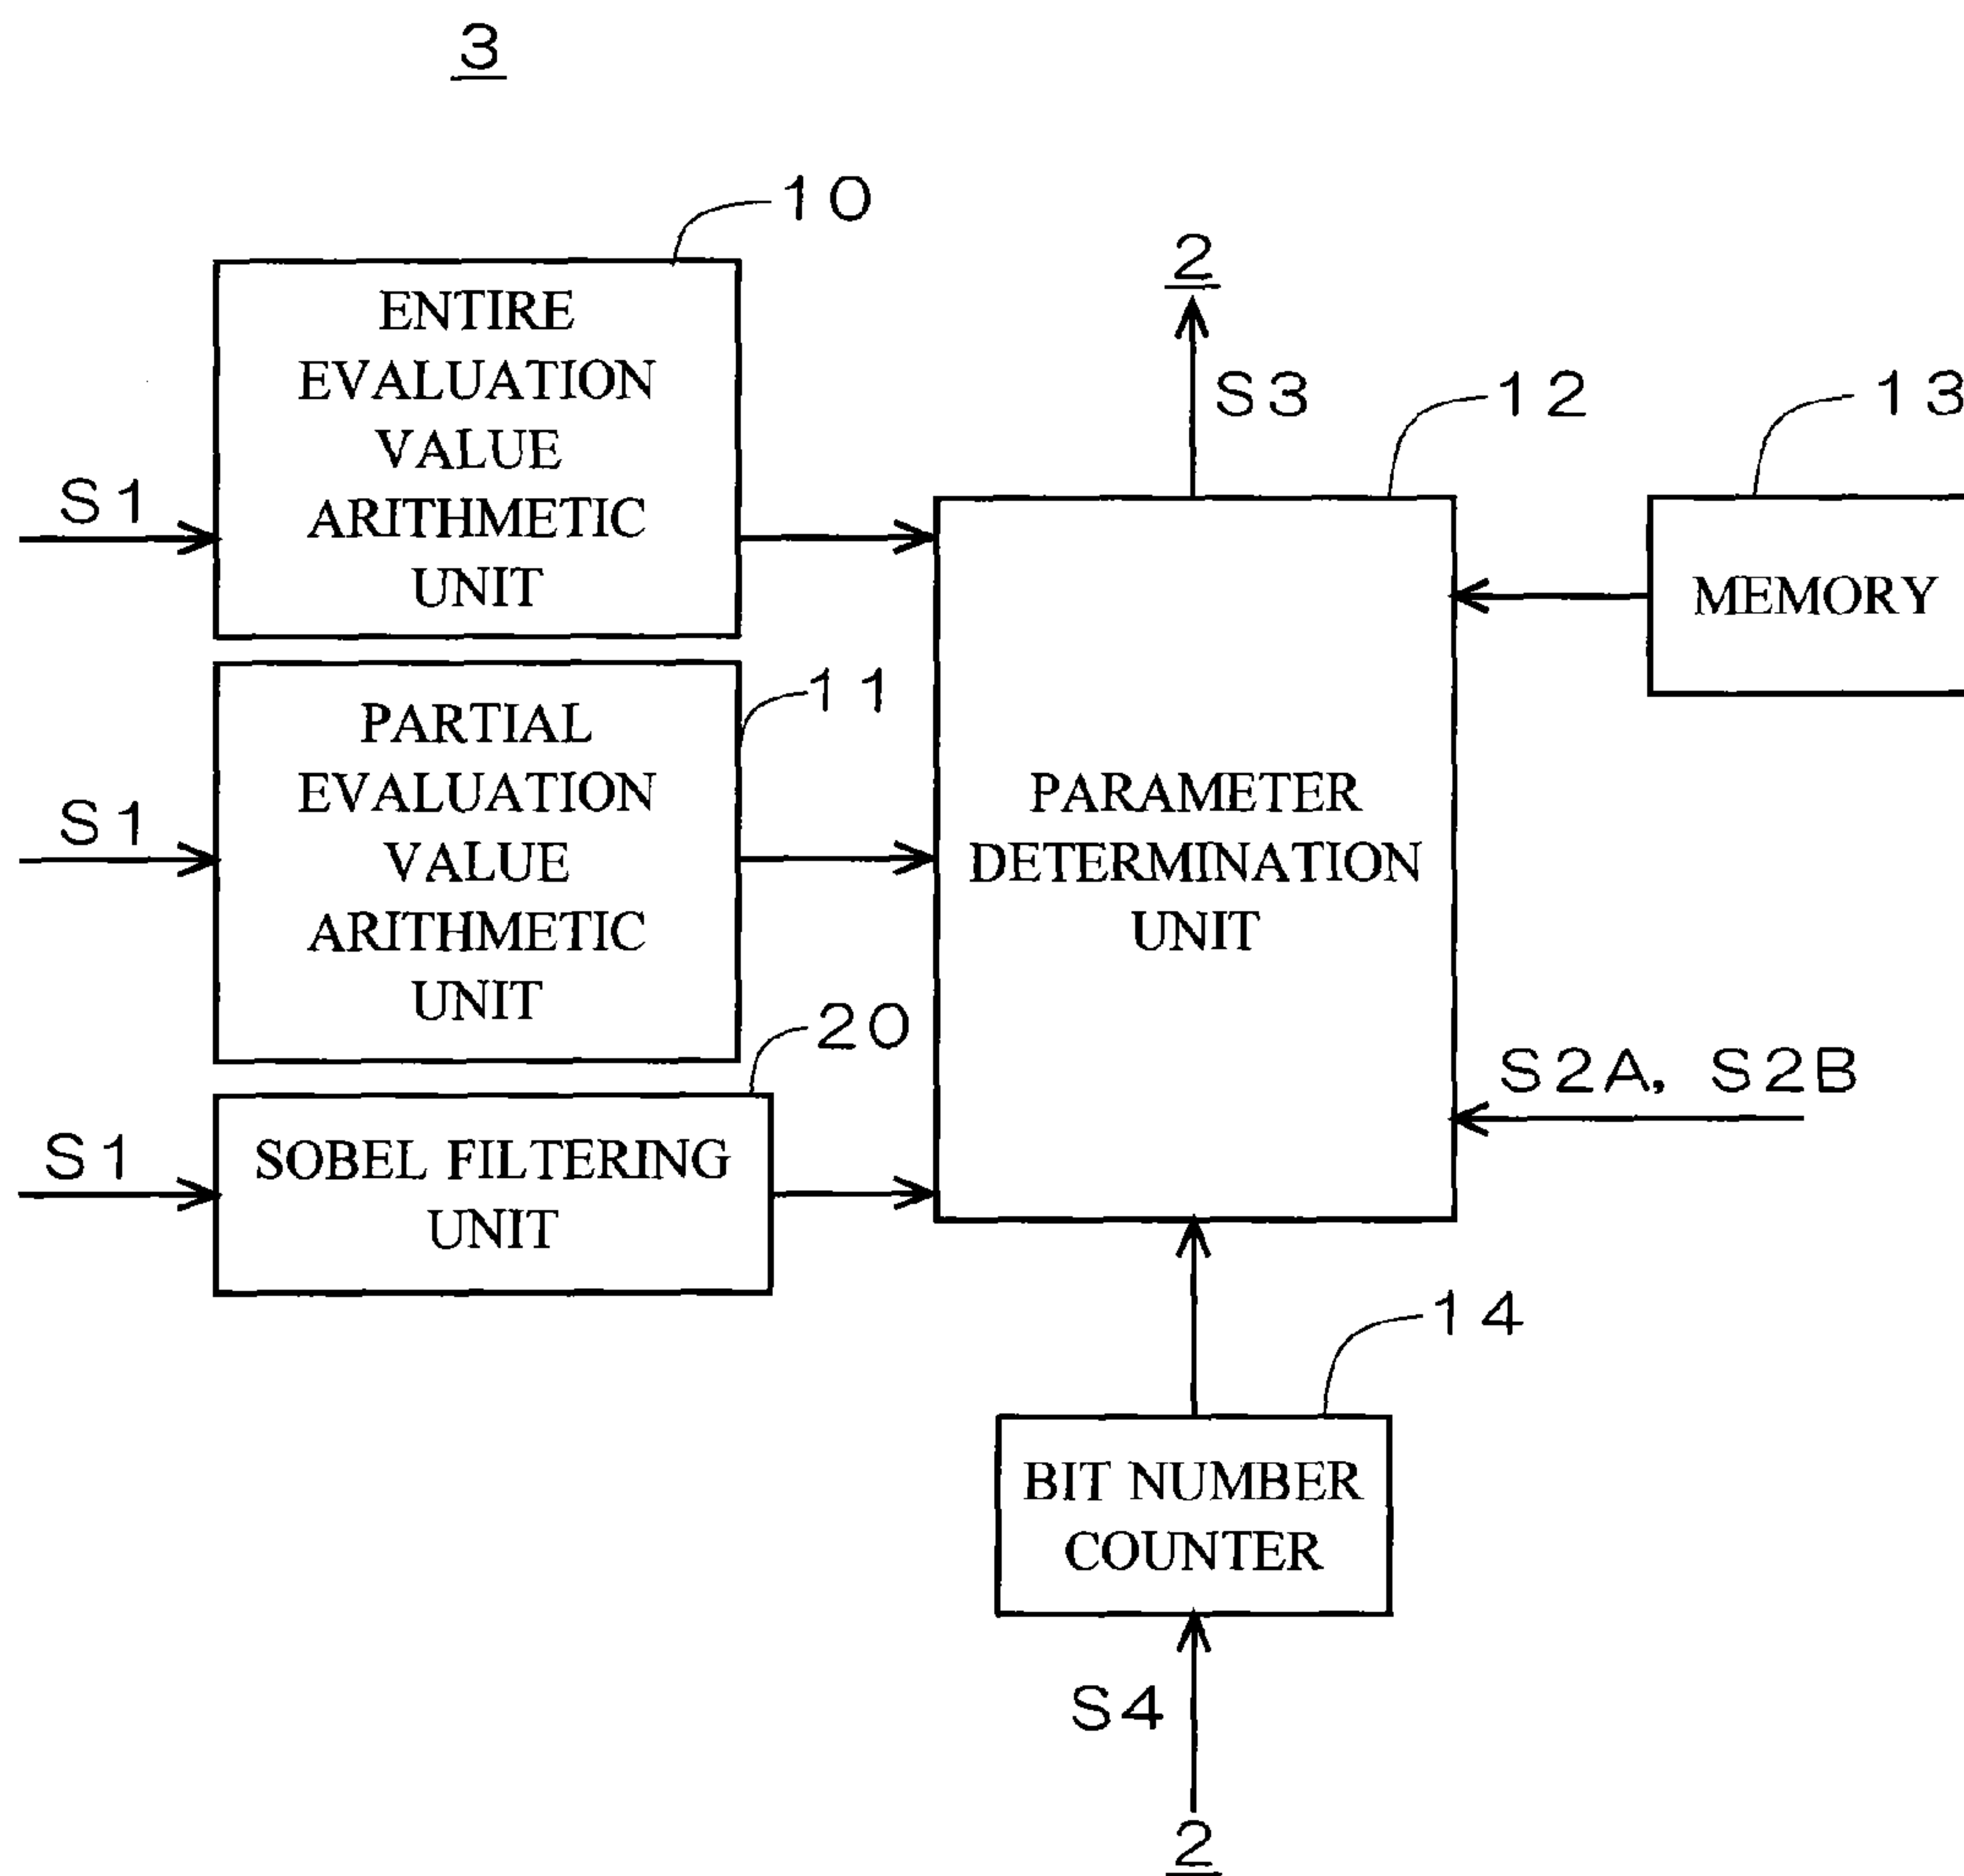 3
10
ENTIRE
EVALUATION
VALUE
ARITHMETIC
UNIT
S1
2
S3
12
13
MEMORY
PARTIAL
EVALUATION
VALUE
ARITHMETIC
UNIT
11
S1
PARAMETER
DETERMINATION
UNIT
20
S2A, S2B
SOBEL FILTERING
UNIT
S1
14
BIT NUMBER
COUNTER
S4
2